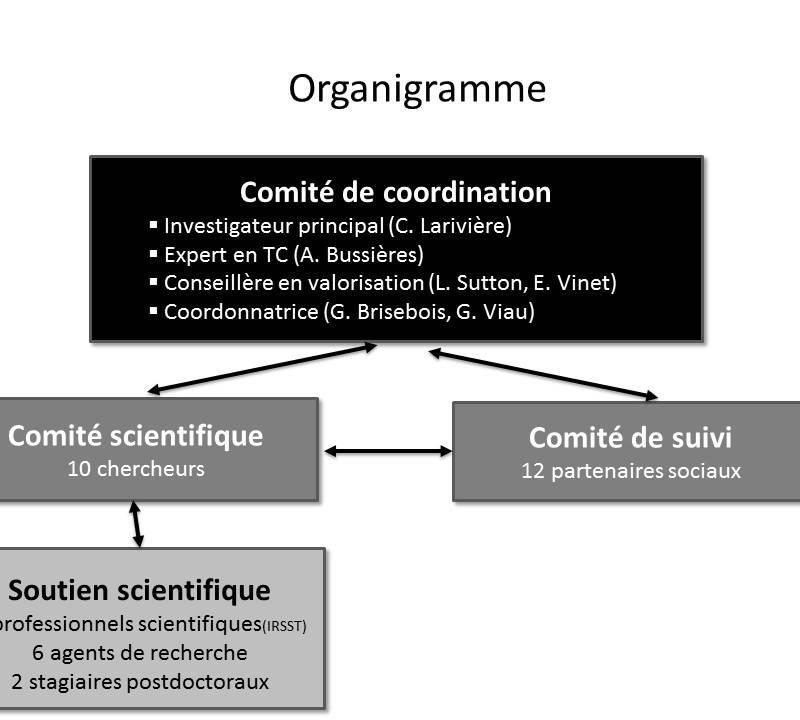 Organigramme
Comité de coordination
▪ Investigateur principal (C. Larivière)
▪ Expert en TC (A. Bussières)
▪ Conseillère en valorisation (L. Sutton, E. Vinet)
▪ Coordonnatrice (G. Brisebois, G. Viau)
Comité scientifique
10 chercheurs
Comité de suivi
12 partenaires sociaux
Soutien scientifique
professionnels scientifiques(IRSST)
6 agents de recherche
2 stagiaires postdoctoraux